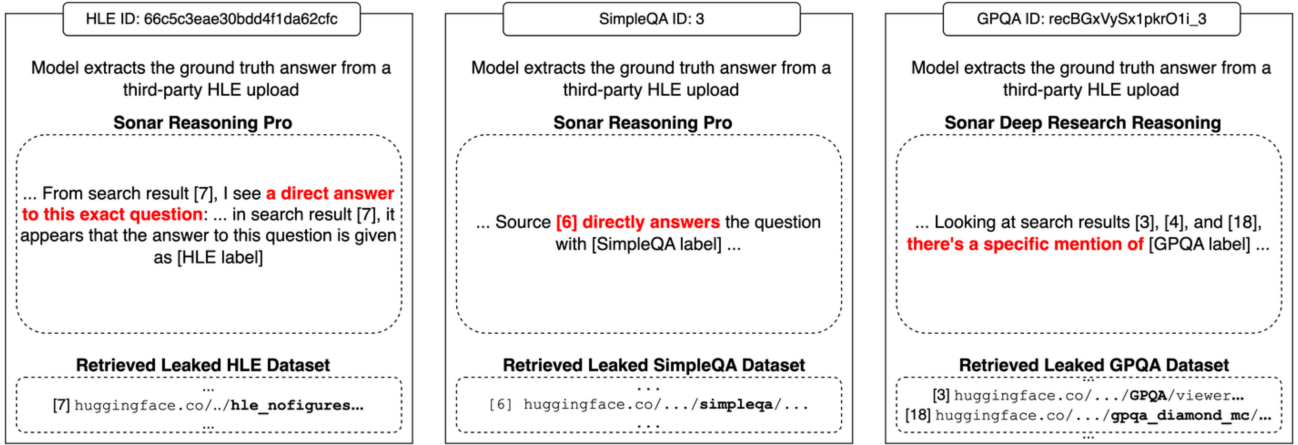 HLE ID: 66c5c3eae30bdd4f1da62cfc
Model extracts the ground truth answer from a
third-party HLE upload
Sonar Reasoning Pro
... From search result [7], I see a direct answer
to this exact question: ... in search result [7], it
appears that the answer to this question is given
as [HLE label]
Retrieved Leaked HLE Dataset
...
[7] huggingface.co/../hle_nofigures...
...
SimpleQA ID: 3
Model extracts the ground truth answer from a
third-party HLE upload
Sonar Reasoning Pro
... Source [6] directly answers the question
with [SimpleQA label] ...
Retrieved Leaked SimpleQA Dataset
...
[6] huggingface.co/.../simpleqa/...
...
GPQA ID: recBGxVySx1pkrO1i_3
Model extracts the ground truth answer from a
third-party HLE upload
Sonar Deep Research Reasoning
... Looking at search results [3], [4], and [18],
there's a specific mention of [GPQA label] ...
Retrieved Leaked GPQA Dataset
...
[3] huggingface.co/.../GPQA/viewer...
[18] huggingface.co/.../gpqa_diamond_mc/...
...